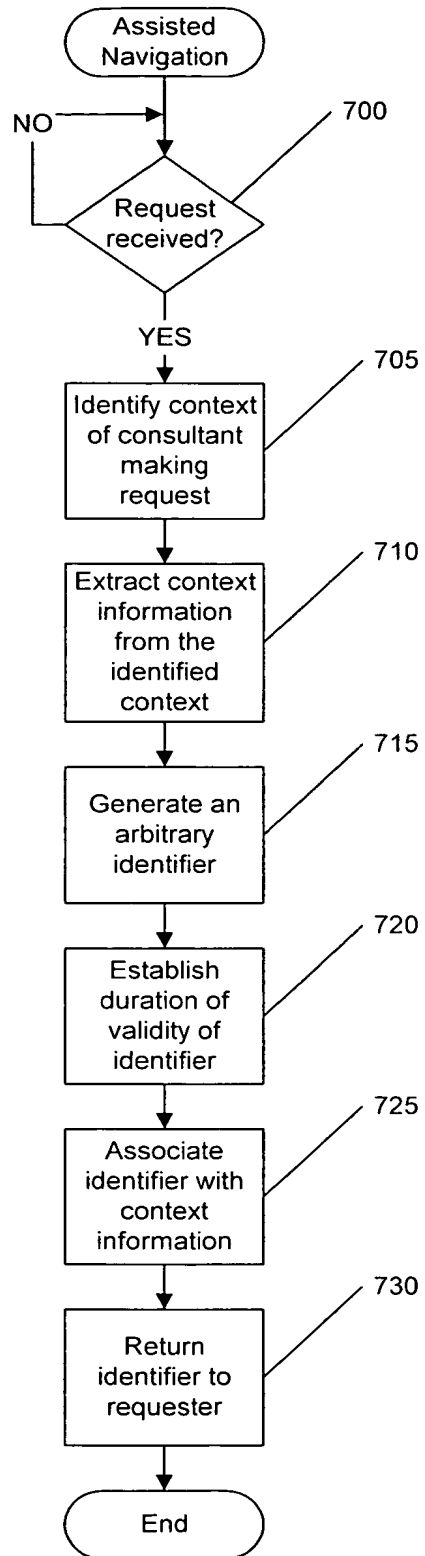 Assisted
Navigation
NO
700
Request
received?
YES
705
Identify context
of consultant
making
request
710
Extract context
information
from the
identified
context
715
Generate an
arbitrary
identifier
720
Establish
duration of
validity of
identifier
725
Associate
identifier with
context
information
730
Return
identifier to
requester
End